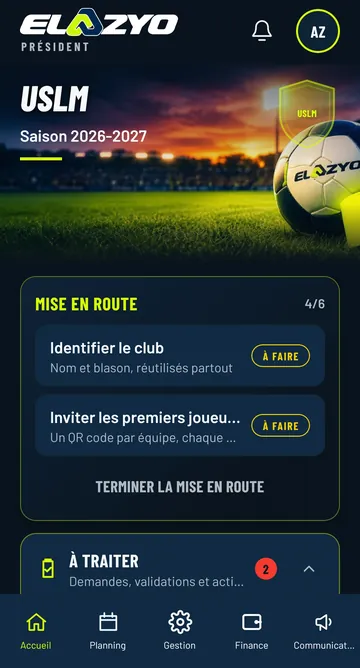 ELAZYO
PRÉSIDENT
AZ
USLM
Saison 2026-2027
USLM
ELAZYO
MISE EN ROUTE
4/6
Identifier le club
Nom et blason, réutilisés partout
À FAIRE
Inviter les premiers joueu...
Un QR code par équipe, chaque ...
À FAIRE
TERMINER LA MISE EN ROUTE
À TRAITER
Demandes, validations et acti...
2
Accueil
Planning
Gestion
Finance
Communicat...